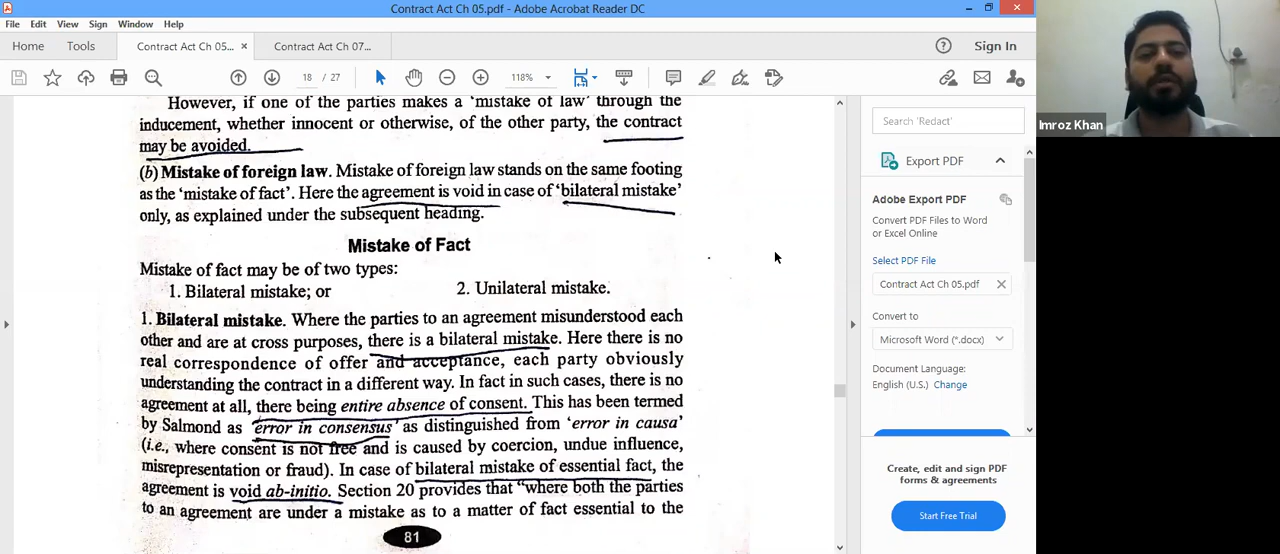 Contract Act Ch 05.pdf - Adobe Acrobat Reader DC
File Edit View Sign Window Help
Home Tools Contract Act Ch 05... × Contract Act Ch 07... Sign In
18 / 27 118%
However, if one of the parties makes a ‘mistake of law’ through the
inducement, whether innocent or otherwise, of the other party, the contract
may be avoided.
(b) Mistake of foreign law. Mistake of foreign law stands on the same footing
as the ‘mistake of fact’. Here the agreement is void in case of ‘bilateral mistake’
only, as explained under the subsequent heading.
Mistake of Fact
Mistake of fact may be of two types:
1. Bilateral mistake; or 2. Unilateral mistake.
1. Bilateral mistake. Where the parties to an agreement misunderstood each
other and are at cross purposes, there is a bilateral mistake. Here there is no
real correspondence of offer and acceptance, each party obviously
understanding the contract in a different way. In fact in such cases, there is no
agreement at all, there being entire absence of consent. This has been termed
by Salmond as ‘error in consensus’ as distinguished from ‘error in causa’
(i.e., where consent is not free and is caused by coercion, undue influence,
misrepresentation or fraud). In case of bilateral mistake of essential fact, the
agreement is void ab-initio. Section 20 provides that “where both the parties
to an agreement are under a mistake as to a matter of fact essential to the
81
Search 'Redact'
Export PDF
Adobe Export PDF
Convert PDF Files to Word
or Excel Online
Select PDF File
Contract Act Ch 05.pdf
Convert to
Microsoft Word (*.docx)
Document Language:
English (U.S.) Change
Create, edit and sign PDF
forms & agreements
Start Free Trial
Imroz Khan